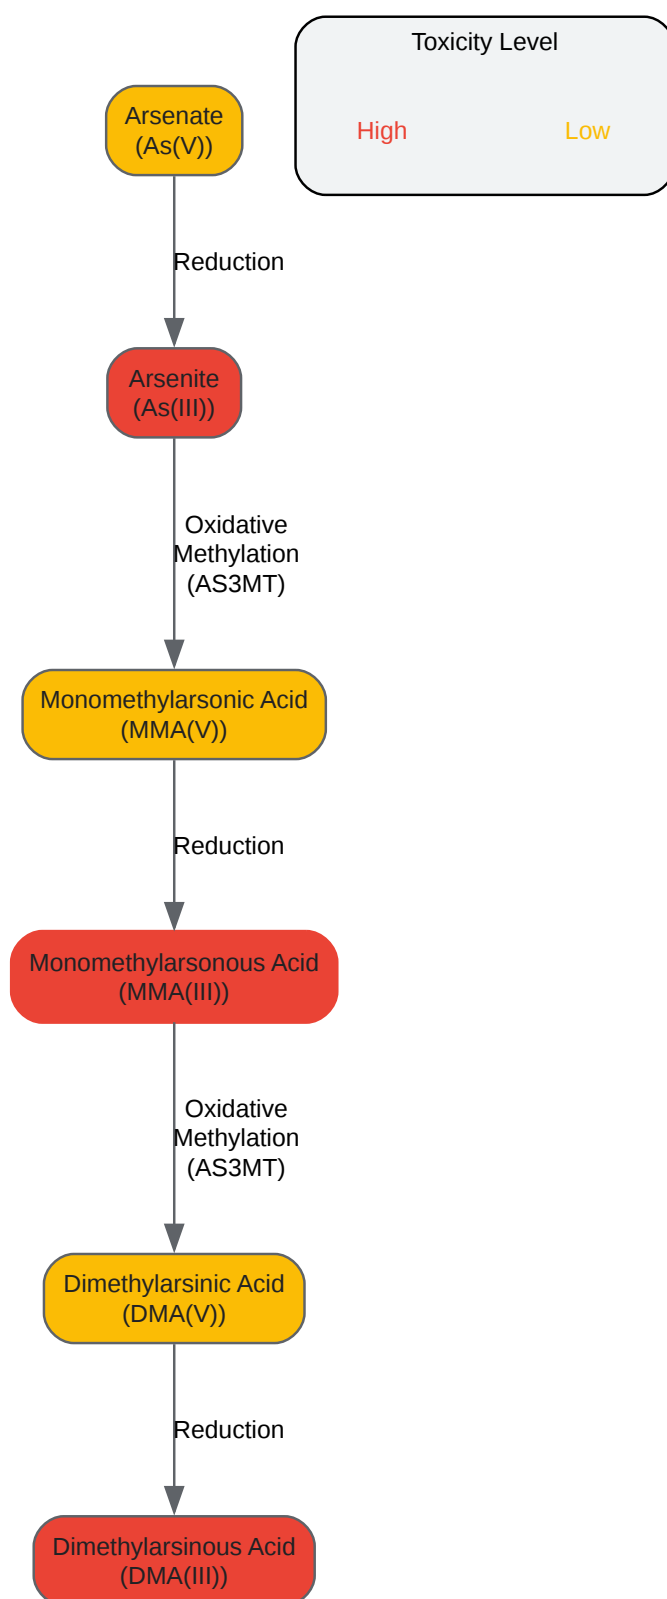 Toxicity Level
High
Low
Arsenate
(As(V))
Reduction
Arsenite
(As(III))
Oxidative
Methylation
(AS3MT)
Monomethylarsonic Acid
(MMA(V))
Reduction
Monomethylarsonous Acid
(MMA(III))
Oxidative
Methylation
(AS3MT)
Dimethylarsinic Acid
(DMA(V))
Reduction
Dimethylarsinous Acid
(DMA(III))